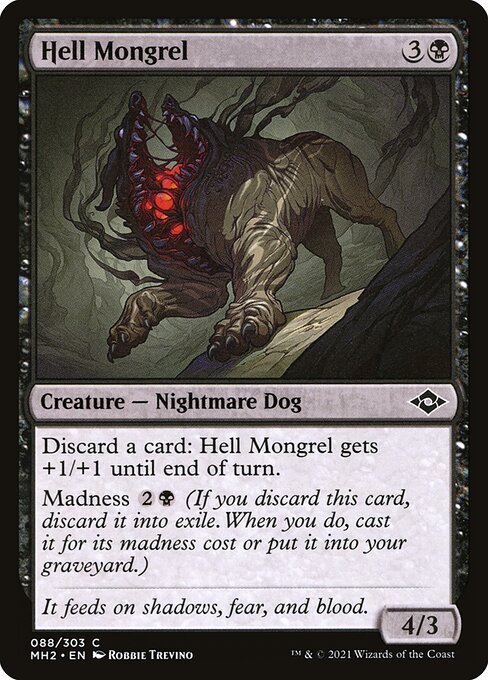 Hell Mongrel 3
Creature — Nightmare Dog
Discard a card: Hell Mongrel gets
+1/+1 until end of turn.
Madness 2 (If you discard this card,
discard it into exile. When you do, cast
it for its madness cost or put it into your
graveyard.)
It feeds on shadows, fear, and blood.
4/3
088/303 C
MH2 • EN Robbie Trevino
™ & © 2021 Wizards of the Coast